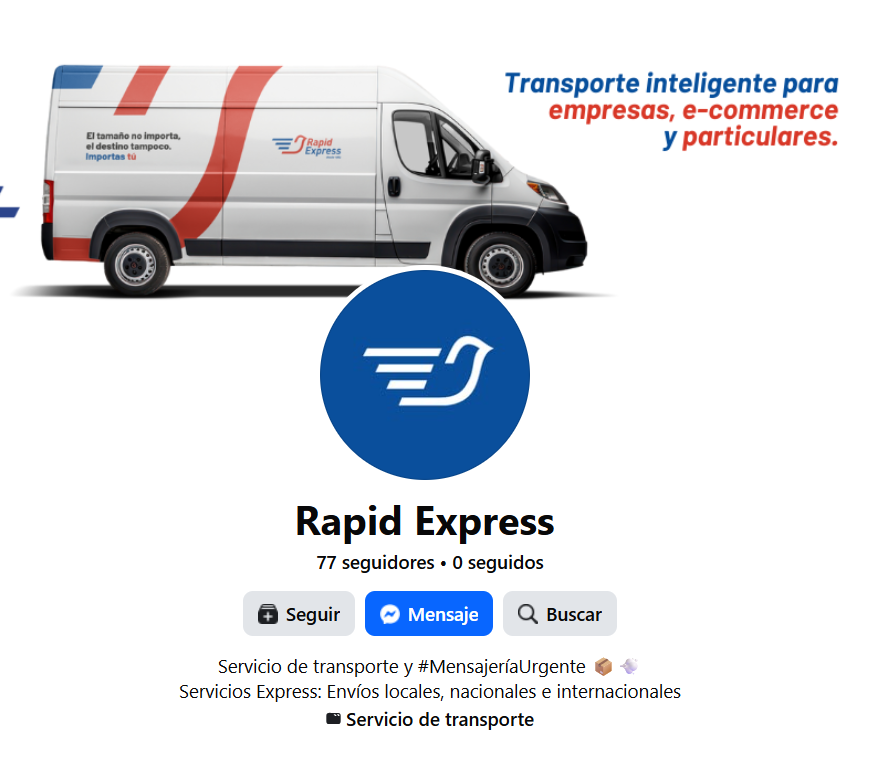 Transporte inteligente para
empresas, e-commerce
y particulares.
El tamaño no importa,
el destino tampoco.
Importas tú
Rapid
Express
Rapid Express
77 seguidores • 0 seguidos
Seguir
Mensaje
Buscar
Servicio de transporte y #MensajeríaUrgente 📦 💨
Servicios Express: Envíos locales, nacionales e internacionales
Servicio de transporte